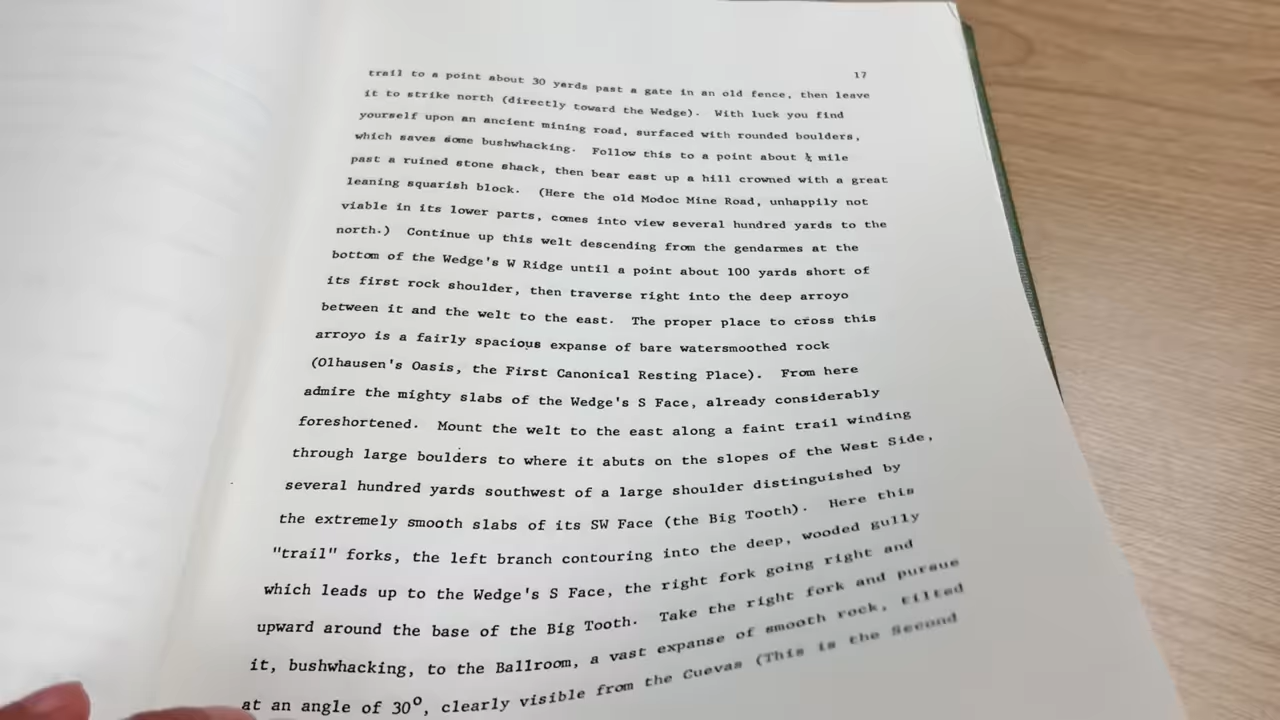 17
trail to a point about 30 yards past a gate in an old fence, then leave
it to strike north (directly toward the Wedge). With luck you find
yourself upon an ancient mining road, surfaced with rounded boulders,
which saves some bushwhacking. Follow this to a point about ¼ mile
past a ruined stone shack, then bear east up a hill crowned with a great
leaning squarish block. (Here the old Modoc Mine Road, unhappily not
viable in its lower parts, comes into view several hundred yards to the
north.) Continue up this welt descending from the gendarmes at the
bottom of the Wedge's W Ridge until a point about 100 yards short of
its first rock shoulder, then traverse right into the deep arroyo
between it and the welt to the east. The proper place to cross this
arroyo is a fairly spacious expanse of bare watersmoothed rock
(Olhausen's Oasis, the First Canonical Resting Place). From here
admire the mighty slabs of the Wedge's S Face, already considerably
foreshortened. Mount the welt to the east along a faint trail winding
through large boulders to where it abuts on the slopes of the West Side,
several hundred yards southwest of a large shoulder distinguished by
the extremely smooth slabs of its SW Face (the Big Tooth). Here this
"trail" forks, the left branch contouring into the deep, wooded gully
which leads up to the Wedge's S Face, the right fork going right and
upward around the base of the Big Tooth. Take the right fork and pursue
it, bushwhacking, to the Ballroom, a vast expanse of smooth rock, tilted
at an angle of 30°, clearly visible from the Cuevas (This is the Second